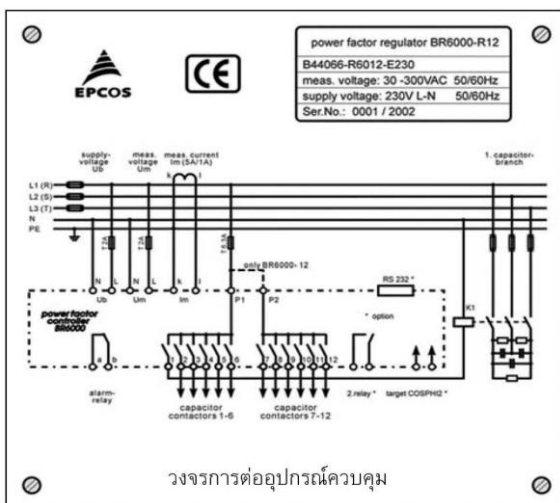 EPCOS
CE
power factor regulator BR6000-R12
B44066-R6012-E230
meas. voltage: 30 -300VAC 50/60Hz
supply voltage: 230V L-N 50/60Hz
Ser.No.: 0001 / 2002
supply-
voltage
Ub
meas.
voltage
Um
meas. current
Im (5A/1A)
k l
1. capacitor-
branch
L1 (R)
L2 (S)
L3 (T)
N
PE
T 2A
T 2A
T 6.3A
only BR6000- 12
N L N L k l
Ub Um Im P1 P2
RS 232 *
K1
power factor
controller
BR6000
* option
a b
1 2 3 4 5 6 7 8 9 10 11 12
alarm-
relay
capacitor
contactors 1-6
capacitor
contactors 7-12
2.relay *
target COSPHI2 *
วงจรการต่ออุปกรณ์ควบคุม